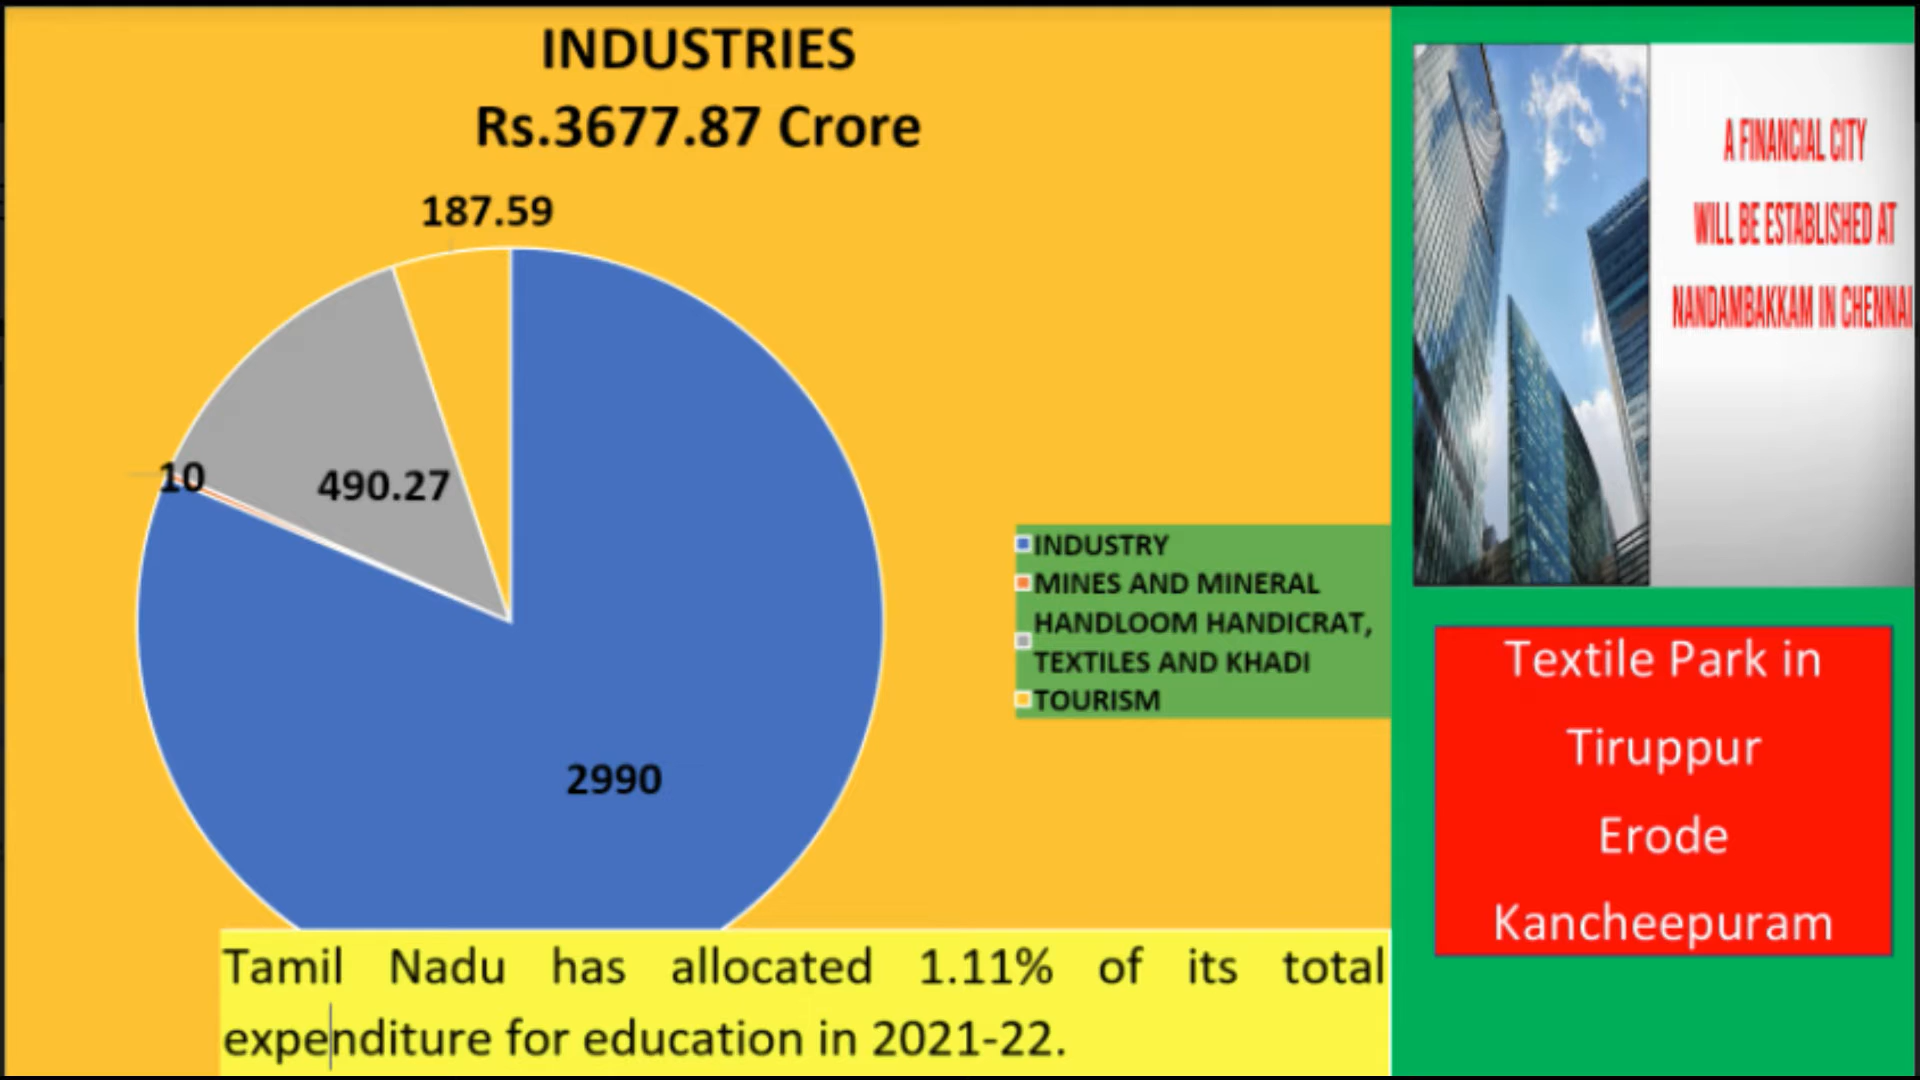 INDUSTRIES
Rs.3677.87 Crore
187.59
10
490.27
2990
INDUSTRY
MINES AND MINERAL
HANDLOOM HANDICRAT,
TEXTILES AND KHADI
TOURISM
Tamil Nadu has allocated 1.11% of its total
expenditure for education in 2021-22.
A FINANCIAL CITY
WILL BE ESTABLISHED AT
NANDAMBAKKAM IN CHENNAI
Textile Park in
Tiruppur
Erode
Kancheepuram